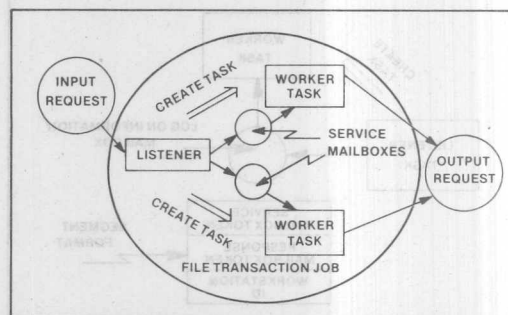 INPUT
REQUEST
CREATE TASK
WORKER
TASK
LISTENER
SERVICE
MAILBOXES
OUTPUT
REQUEST
CREATE TASK
WORKER
TASK
FILE TRANSACTION JOB